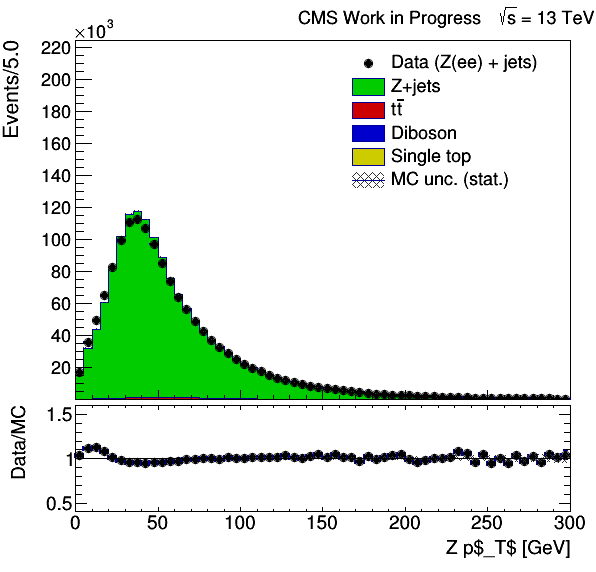 CMS Work in Progress √s = 13 TeV
×10³
Events/5.0
220
200
180
160
140
120
100
80
60
40
20
Data (Z(ee) + jets)
Z+jets
tt̅
Diboson
Single top
MC unc. (stat.)
Data/MC
1.5
1
0.5
0 50 100 150 200 250 300
Z p$_T$ [GeV]